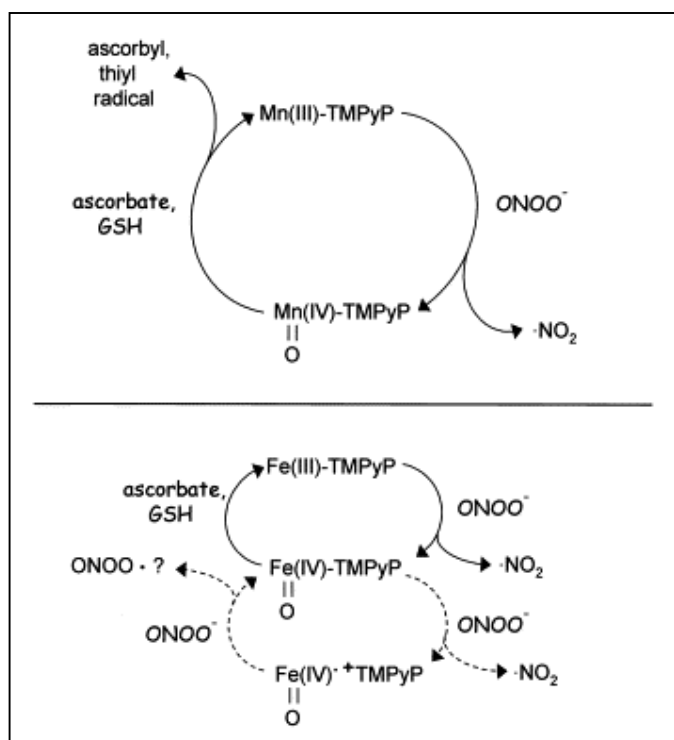 ascorbyl,
thiyl
radical
Mn(III)-TMPyP
ascorbate,
GSH
ONOO⁻
Mn(IV)-TMPyP
||
O
·NO₂
Fe(III)-TMPyP
ascorbate,
GSH
ONOO⁻
ONOO · ?
Fe(IV)-TMPyP
||
O
·NO₂
ONOO⁻
ONOO⁻
Fe(IV)· ⁺TMPyP
||
O
·NO₂